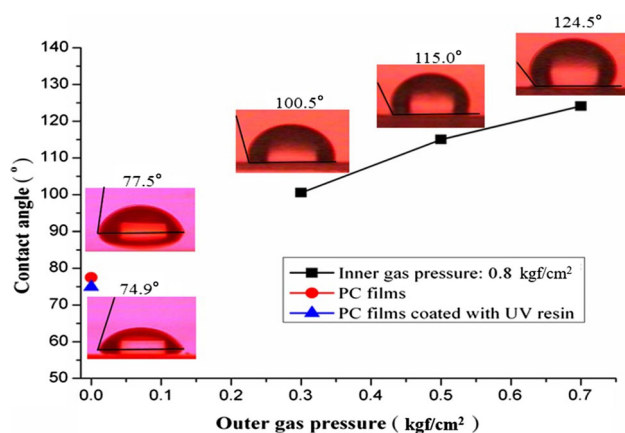 124.5°
115.0°
100.5°
77.5°
74.9°
140
130
120
110
100
90
80
70
60
50
Contact angle (°)
Inner gas pressure: 0.8 kgf/cm²
PC films
PC films coated with UV resin
0.0 0.1 0.2 0.3 0.4 0.5 0.6 0.7
Outer gas pressure ( kgf/cm²)